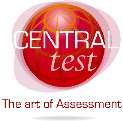 CENTRAL
test
The art of Assessment